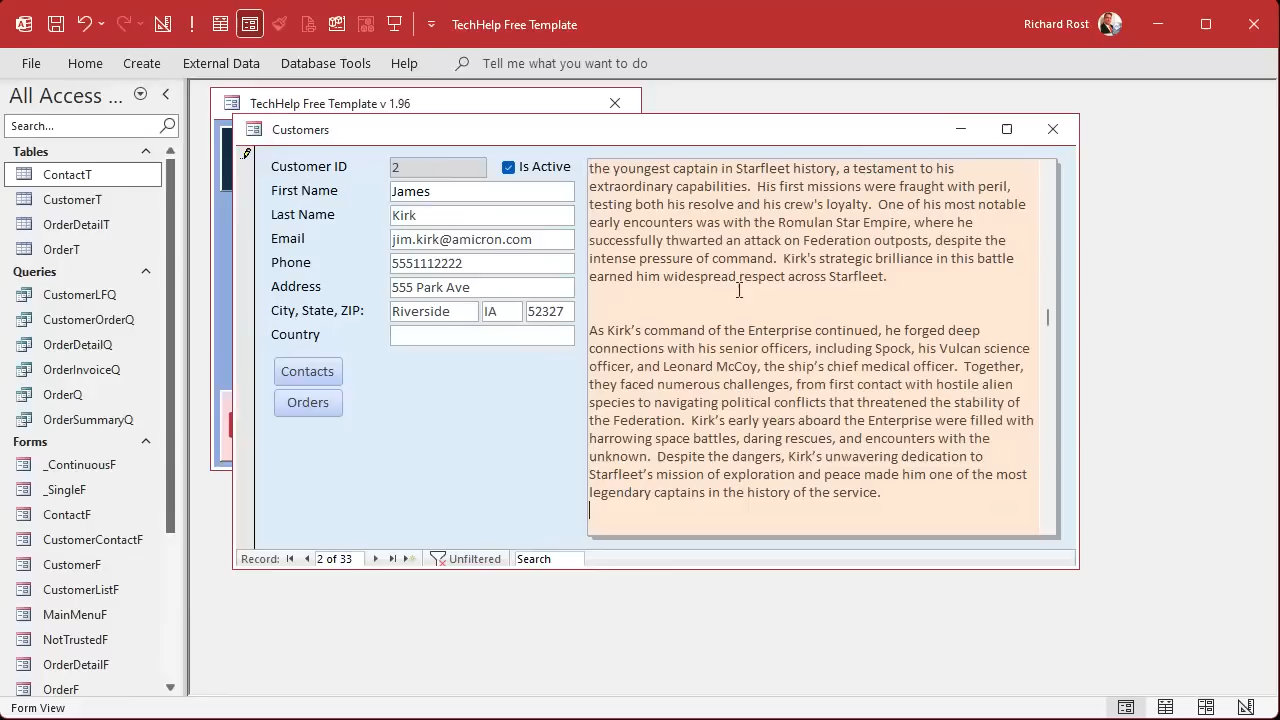 TechHelp Free Template
Richard Rost
File
Home
Create
External Data
Database Tools
Help
Tell me what you want to do
All Access ...
Search...
Tables
ContactT
CustomerT
OrderDetailT
OrderT
Queries
CustomerLFQ
CustomerOrderQ
OrderDetailQ
OrderInvoiceQ
OrderQ
OrderSummaryQ
Forms
_ContinuousF
_SingleF
ContactF
CustomerContactF
CustomerF
CustomerListF
MainMenuF
NotTrustedF
OrderDetailF
OrderF
TechHelp Free Template v 1.96
Customers
Customer ID 2 Is Active
First Name James
Last Name Kirk
Email jim.kirk@amicron.com
Phone 5551112222
Address 555 Park Ave
City, State, ZIP: Riverside IA 52327
Country
Contacts
Orders
the youngest captain in Starfleet history, a testament to his
extraordinary capabilities.  His first missions were fraught with peril,
testing both his resolve and his crew's loyalty.  One of his most notable
early encounters was with the Romulan Star Empire, where he
successfully thwarted an attack on Federation outposts, despite the
intense pressure of command.  Kirk's strategic brilliance in this battle
earned him widespread respect across Starfleet.
As Kirk’s command of the Enterprise continued, he forged deep
connections with his senior officers, including Spock, his Vulcan science
officer, and Leonard McCoy, the ship’s chief medical officer.  Together,
they faced numerous challenges, from first contact with hostile alien
species to navigating political conflicts that threatened the stability of
the Federation.  Kirk’s early years aboard the Enterprise were filled with
harrowing space battles, daring rescues, and encounters with the
unknown.  Despite the dangers, Kirk’s unwavering dedication to
Starfleet’s mission of exploration and peace made him one of the most
legendary captains in the history of the service.
Record: 2 of 33 Unfiltered Search
Form View